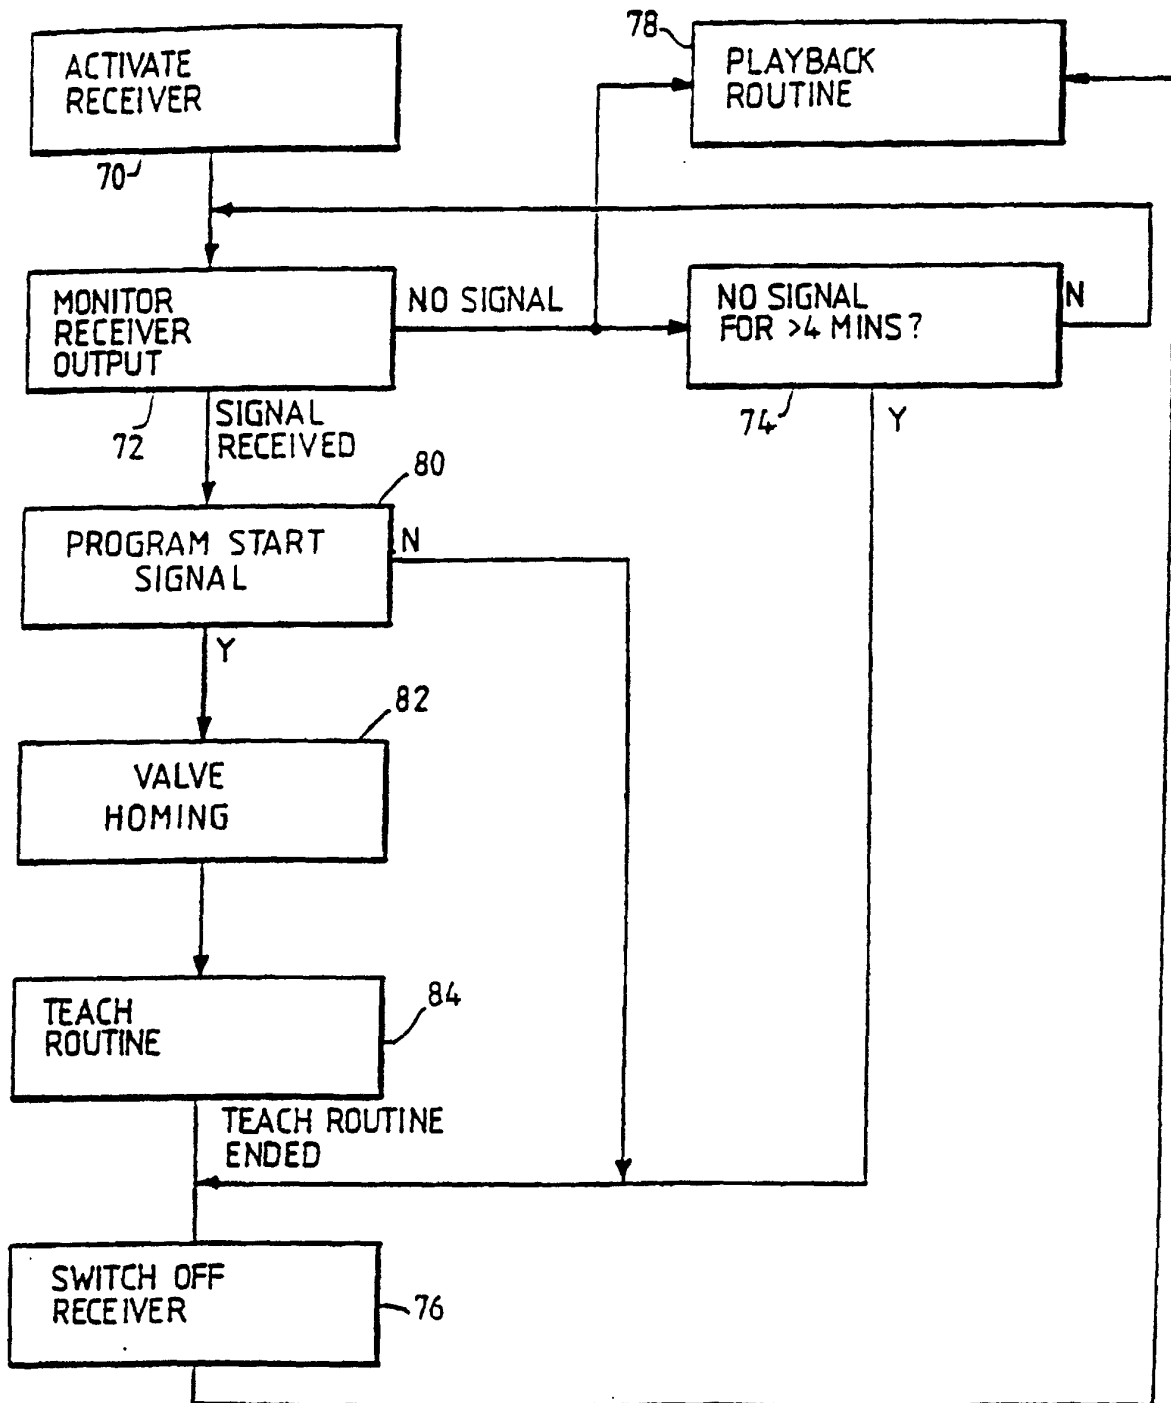 ACTIVATE
RECEIVER
70
78
PLAYBACK
ROUTINE
MONITOR
RECEIVER
OUTPUT
72
NO SIGNAL
NO SIGNAL
FOR >4 MINS?
N
74
Y
SIGNAL
RECEIVED
80
PROGRAM START
SIGNAL
N
Y
82
VALVE
HOMING
84
TEACH
ROUTINE
TEACH ROUTINE
ENDED
SWITCH OFF
RECEIVER
76